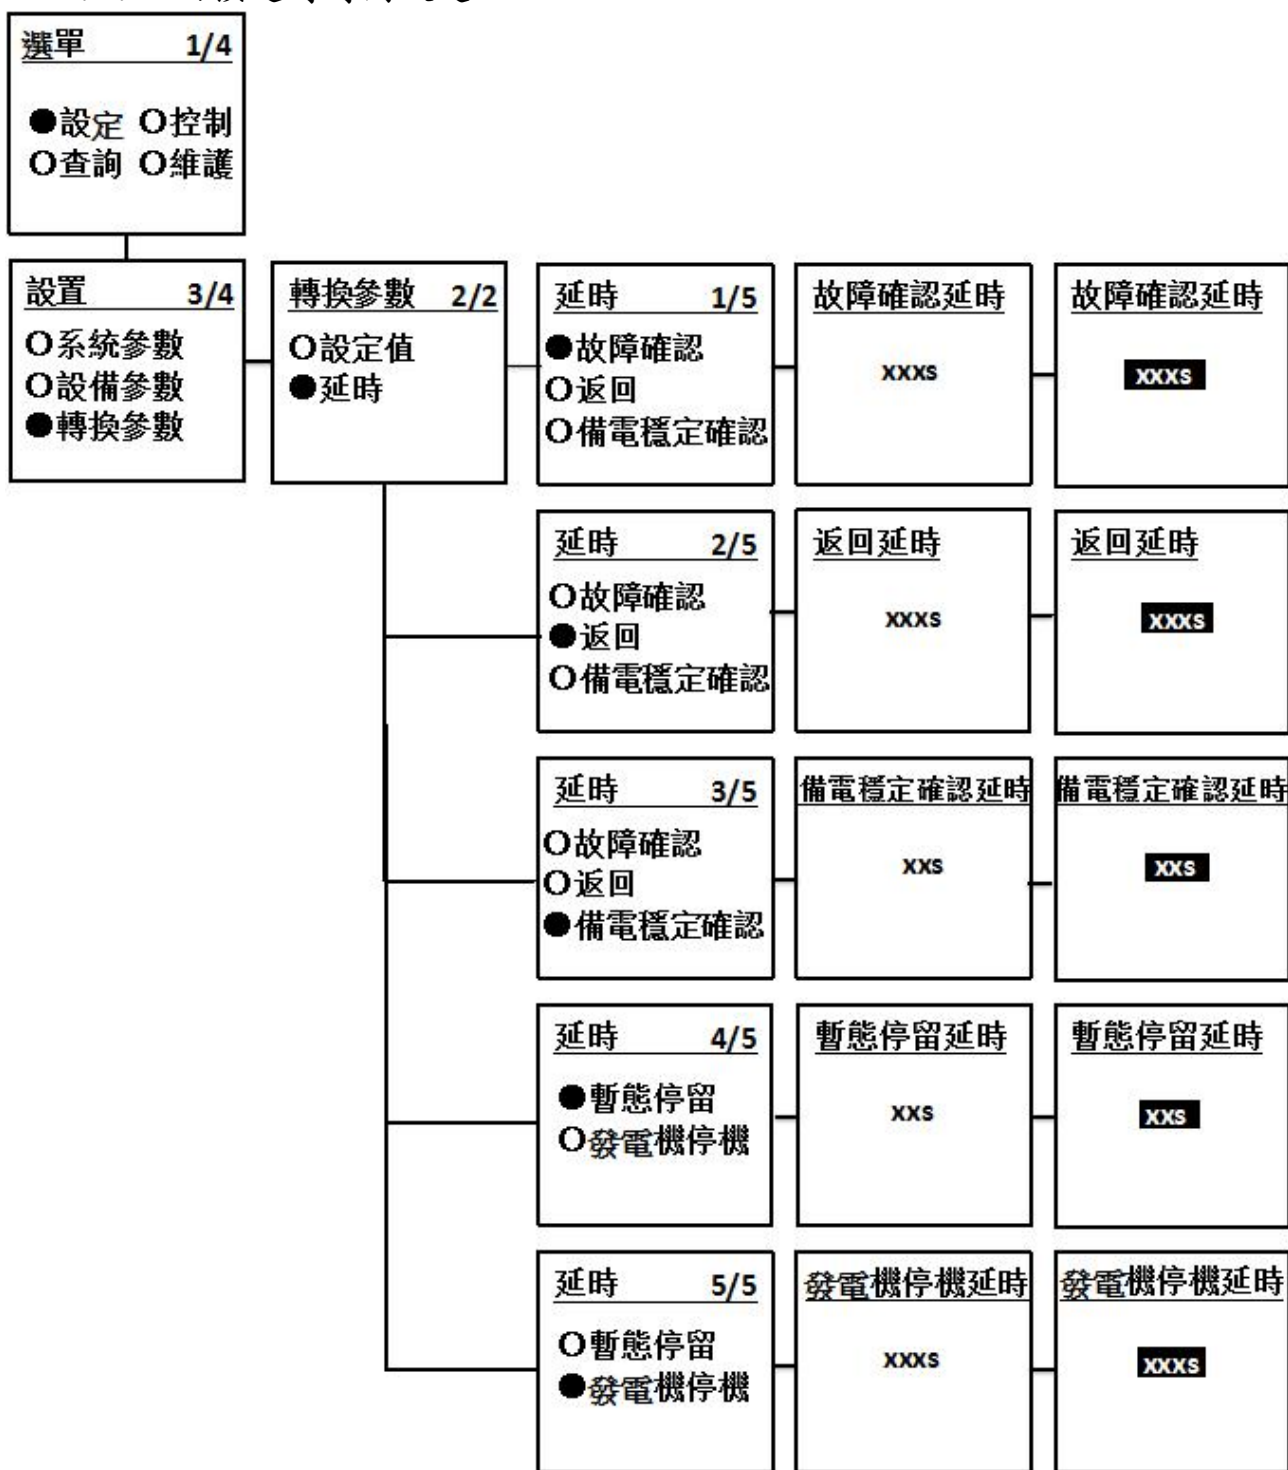 選單 1/4
●設定 O控制
O查詢 O維護
設置 3/4
O系統參數
O設備參數
●轉換參數
轉換參數 2/2
O設定值
●延時
延時 1/5
●故障確認
O返回
O備電穩定確認
故障確認延時
XXXS
故障確認延時
XXXS
延時 2/5
O故障確認
●返回
O備電穩定確認
返回延時
XXXS
返回延時
XXXS
延時 3/5
O故障確認
O返回
●備電穩定確認
備電穩定確認延時
XXS
備電穩定確認延時
XXS
延時 4/5
●暫態停留
O發電機停機
暫態停留延時
XXS
暫態停留延時
XXS
延時 5/5
O暫態停留
●發電機停機
發電機停機延時
XXXS
發電機停機延時
XXXS